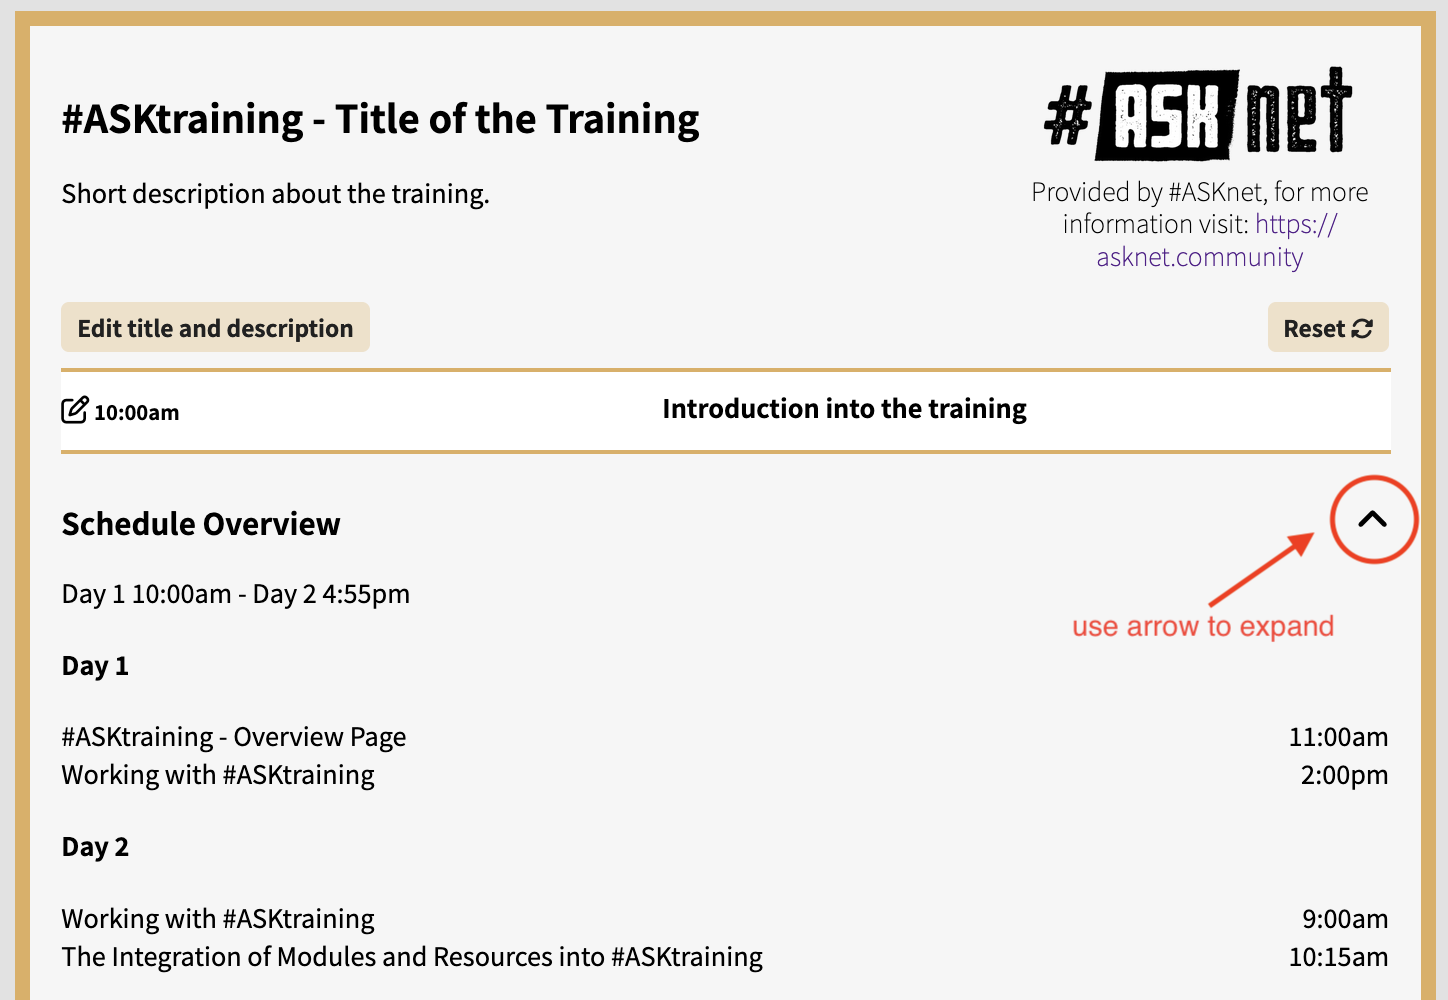 #ASKtraining - Title of the Training
Short description about the training.
#ASKnet
Provided by #ASKnet, for more
information visit: https://
asknet.community
Edit title and description
Reset
10:00am
Introduction into the training
Schedule Overview
Day 1 10:00am - Day 2 4:55pm
use arrow to expand
Day 1
#ASKtraining - Overview Page 11:00am
Working with #ASKtraining 2:00pm
Day 2
Working with #ASKtraining 9:00am
The Integration of Modules and Resources into #ASKtraining 10:15am